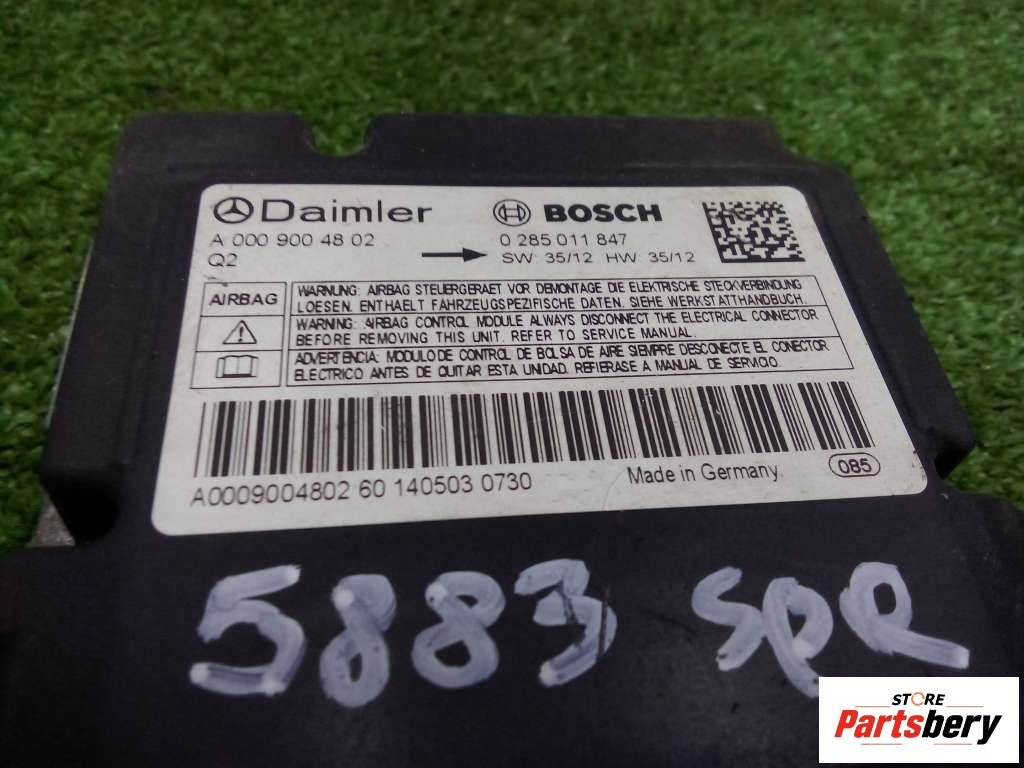 Daimler BOSCH
A 000 900 48 02 0 285 011 847
Q2 SW: 35/12 HW: 35/12
AIRBAG
WARNUNG: AIRBAG STEUERGERAET VOR DEMONTAGE DIE ELEKTRISCHE STECKVERBINDUNG
LOESEN. ENTHAELT FAHRZEUGSPEZIFISCHE DATEN. SIEHE WERKSTATTHANDBUCH.
WARNING: AIRBAG CONTROL MODULE ALWAYS DISCONNECT THE ELECTRICAL CONNECTOR
BEFORE REMOVING THIS UNIT. REFER TO SERVICE MANUAL.
ADVERTENCIA: MODULO DE CONTROL DE BOLSA DE AIRE SIEMPRE DESCONECTE EL CONECTOR
ELECTRICO ANTES DE QUITAR ESTA UNIDAD. REFIERASE A MANUAL DE SERVICIO.
A0009004802 60 140503 0730 Made in Germany. 085
5883 SPR
STORE
Partsbery